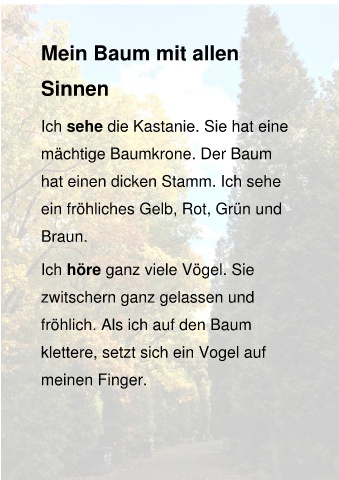 Mein Baum mit allen
Sinnen
Ich sehe die Kastanie. Sie hat eine
mächtige Baumkrone. Der Baum
hat einen dicken Stamm. Ich sehe
ein fröhliches Gelb, Rot, Grün und
Braun.
Ich höre ganz viele Vögel. Sie
zwitschern ganz gelassen und
fröhlich. Als ich auf den Baum
klettere, setzt sich ein Vogel auf
meinen Finger.